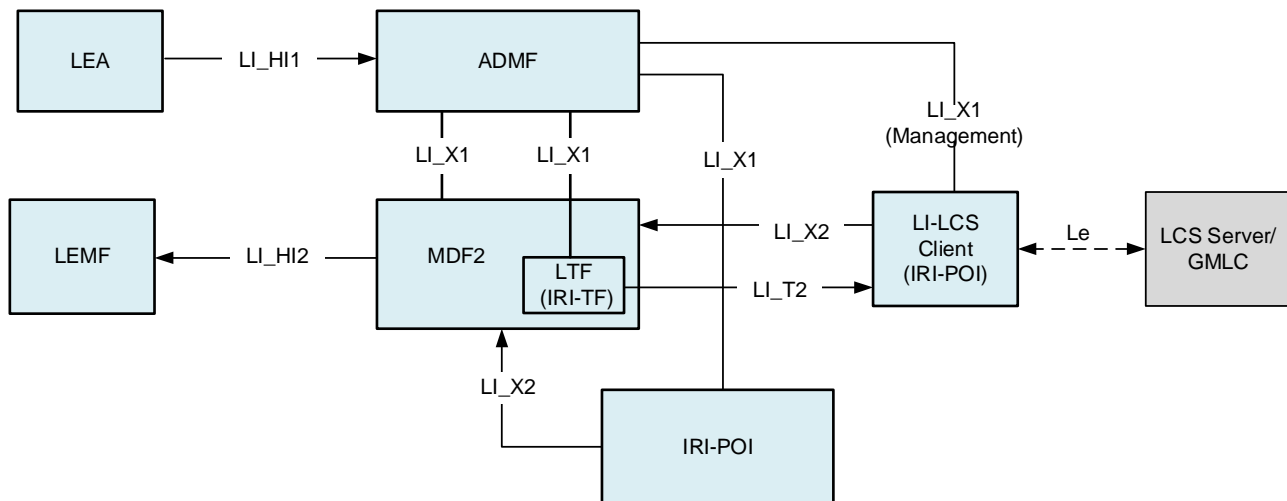 LEA
LI_HI1
ADMF
LI_X1
(Management)
LI_X1
LI_X1
LI_X1
LEMF
LI_HI2
MDF2
LTF
(IRI-TF)
LI_X2
LI_T2
LI-LCS
Client
(IRI-POI)
Le
LCS Server/
GMLC
LI_X2
IRI-POI